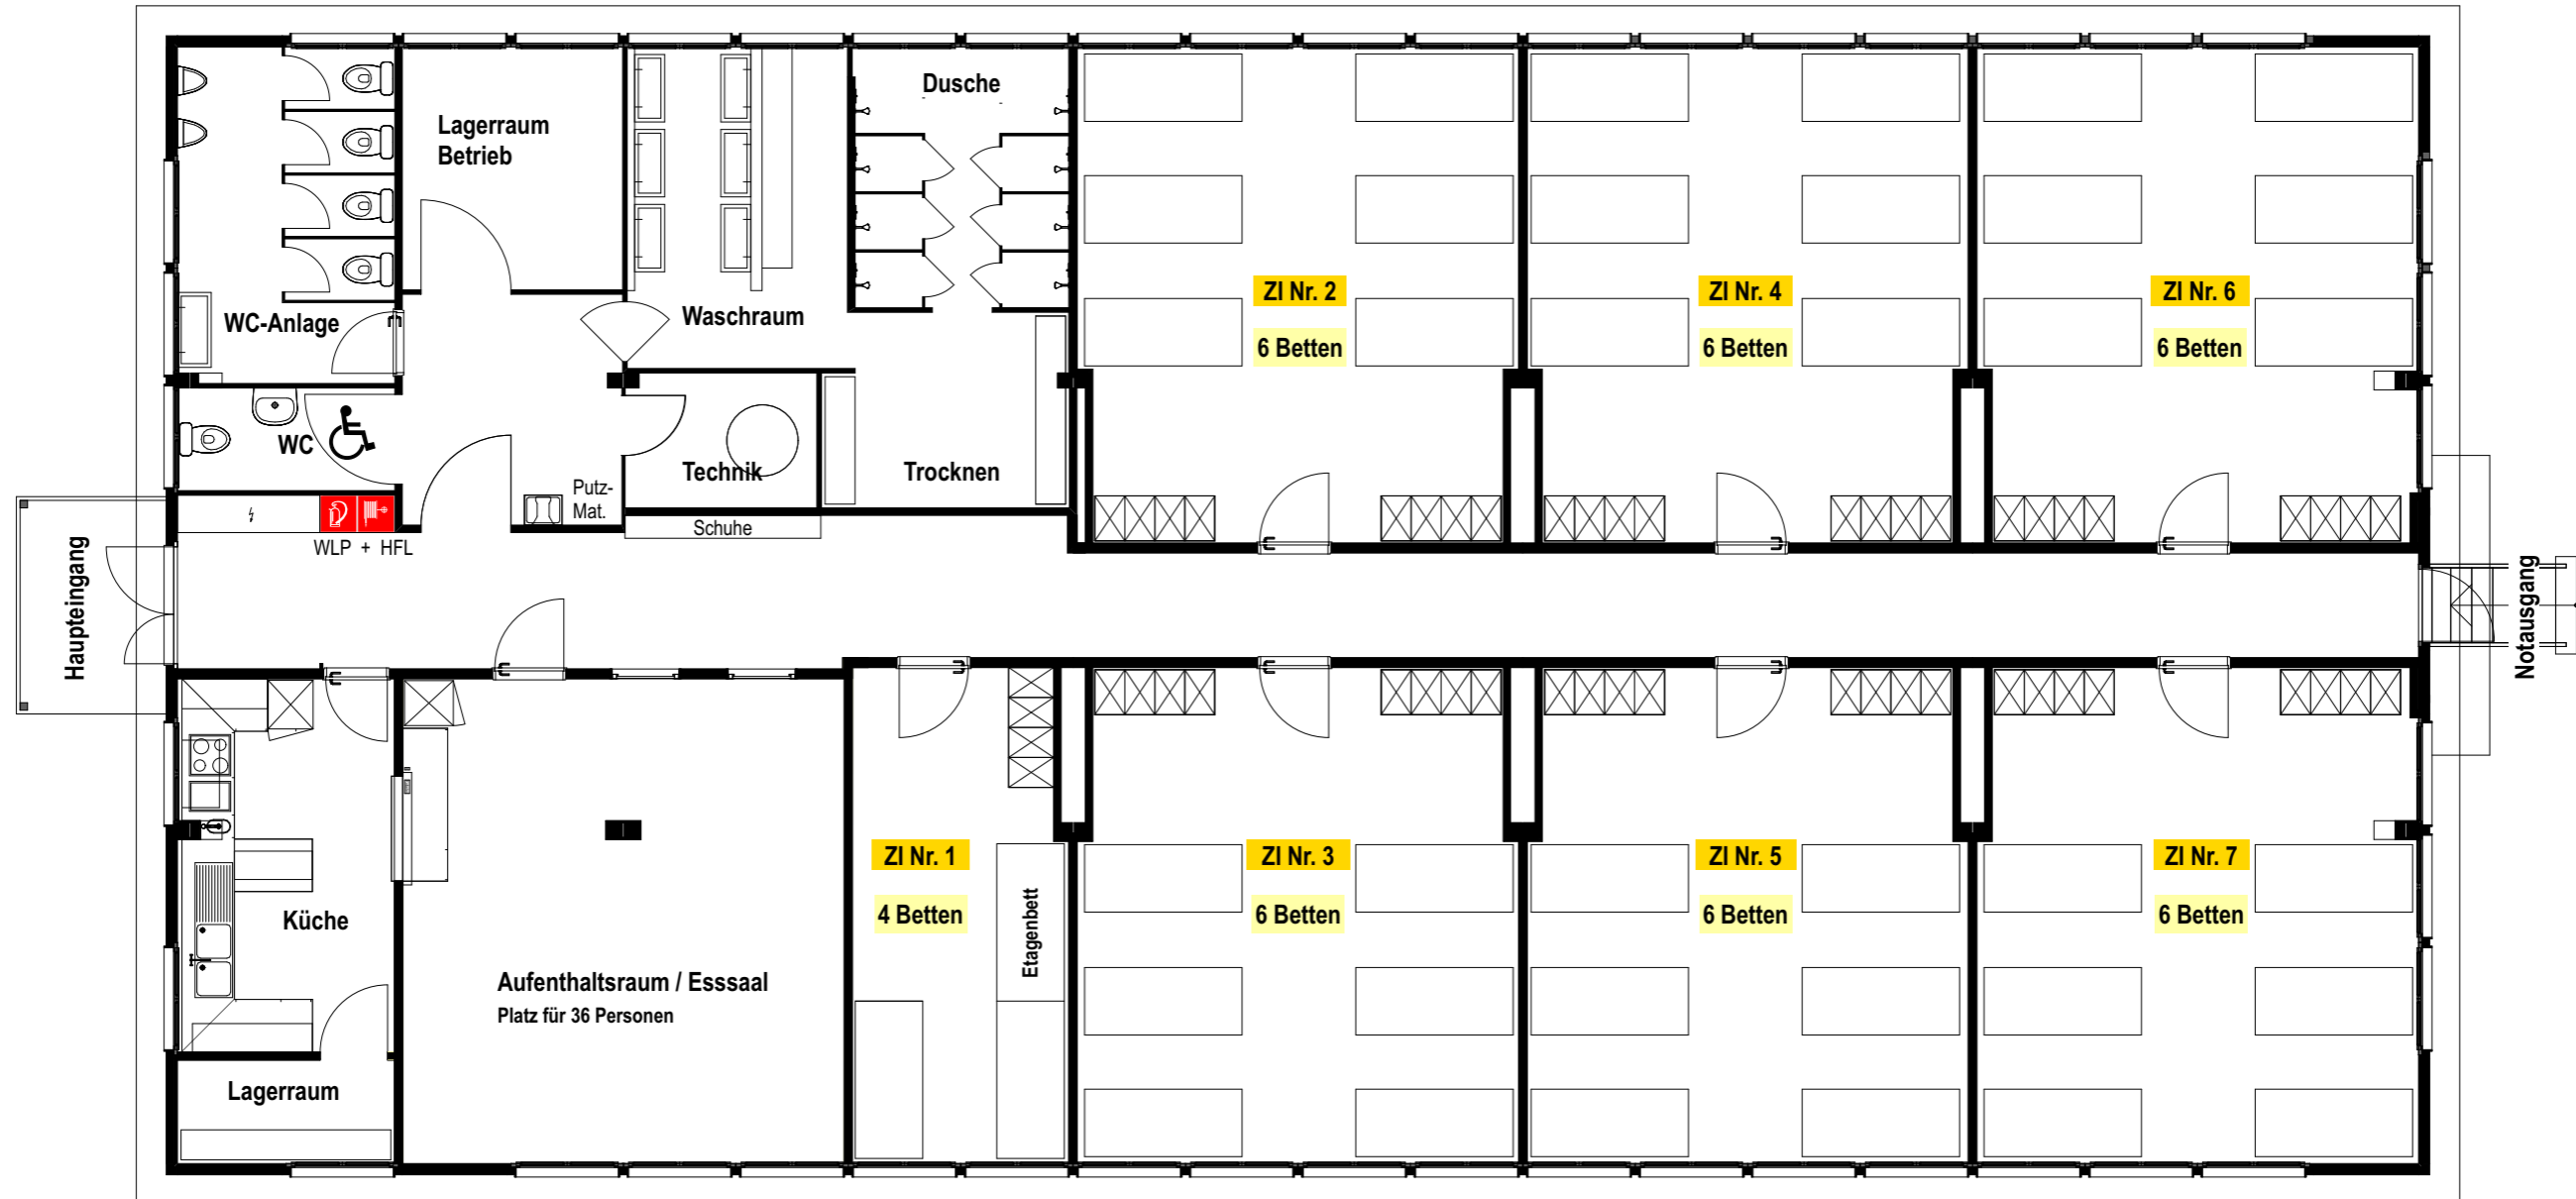 Dusche
Lagerraum
Betrieb
ZI Nr. 2
ZI Nr. 4
ZI Nr. 6
WC-Anlage
Waschraum
6 Betten
6 Betten
6 Betten
WC
Technik
Trocknen
Putz-
Mat.
Schuhe
WLP + HFL
Haupteingang
Notausgang
ZI Nr. 1
ZI Nr. 3
ZI Nr. 5
ZI Nr. 7
4 Betten
6 Betten
6 Betten
6 Betten
Küche
Etagenbett
Aufenthaltsraum / Esssaal
Platz für 36 Personen
Lagerraum